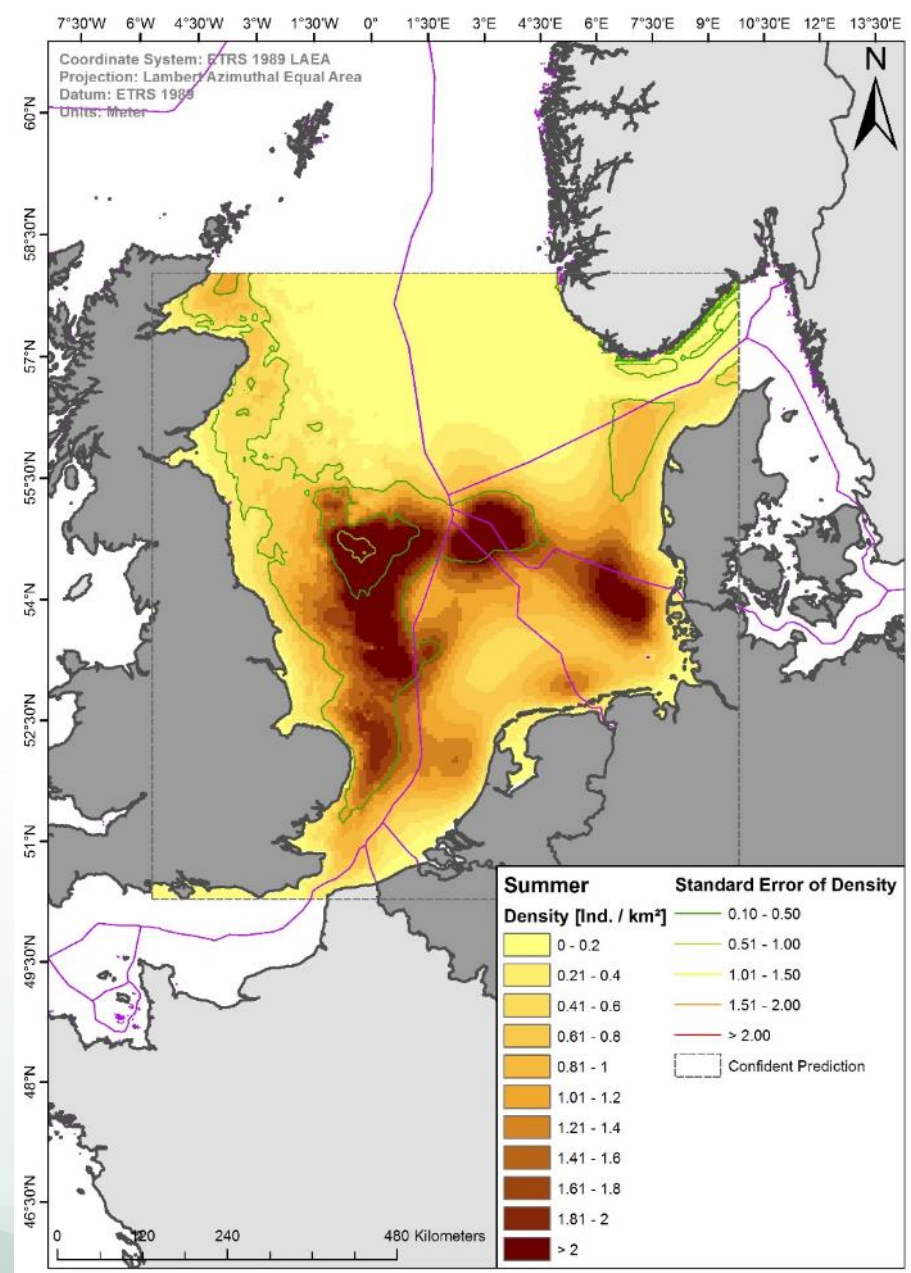 7°30'W 6°W 4°30'W 3°W 1°30'W 0° 1°30'E 3°E 4°30'E 6°E 7°30'E 9°E 10°30'E 12°E 13°30'E
Coordinate System: ETRS 1989 LAEA
Projection: Lambert Azimuthal Equal Area
Datum: ETRS 1989
Units: Meter
N
60°N
58°30'N
57°N
55°30'N
54°N
52°30'N
51°N
49°30'N
48°N
46°30'N
Summer
Density [Ind. / km²]
0 - 0.2
0.21 - 0.4
0.41 - 0.6
0.61 - 0.8
0.81 - 1
1.01 - 1.2
1.21 - 1.4
1.41 - 1.6
1.61 - 1.8
1.81 - 2
> 2
Standard Error of Density
0.10 - 0.50
0.51 - 1.00
1.01 - 1.50
1.51 - 2.00
> 2.00
Confident Prediction
0 120 240 480 Kilometers